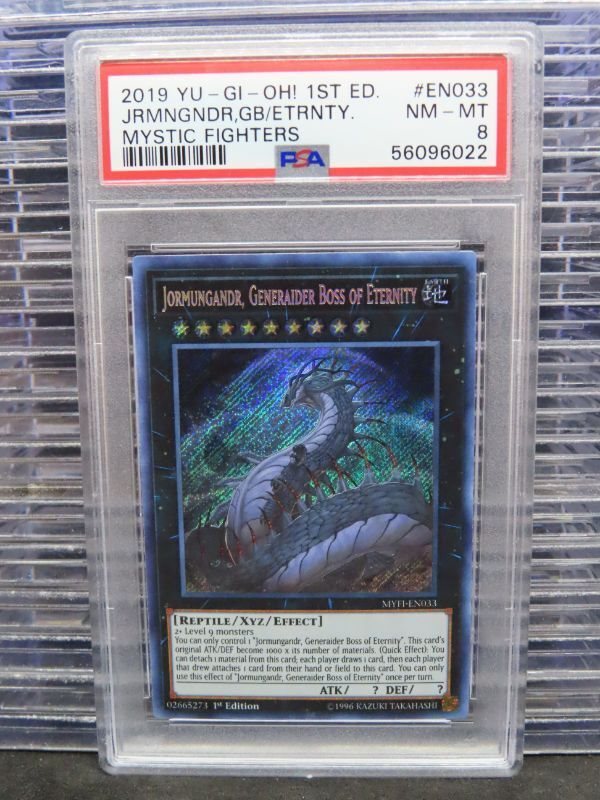 2019 YU-GI-OH! 1ST ED. #EN033
JRMNGNDR,GB/ETRNTY. NM-MT
MYSTIC FIGHTERS 8
PSA 56096022
JORMUNGANDR, GENERAIDER BOSS OF ETERNITY
EARTH
地
MYFI-EN033
[REPTILE/XYZ/EFFECT]
2+ Level 9 monsters
You can only control 1 "Jormungandr, Generaider Boss of Eternity". This card's
original ATK/DEF become 1000 x its number of materials. (Quick Effect): You
can detach 1 material from this card; each player draws 1 card, then each player
that drew attaches 1 card from their hand or field to this card. You can only
use this effect of "Jormungandr, Generaider Boss of Eternity" once per turn.
ATK/ ? DEF/ ?
02665273 1st Edition ©1996 KAZUKI TAKAHASHI